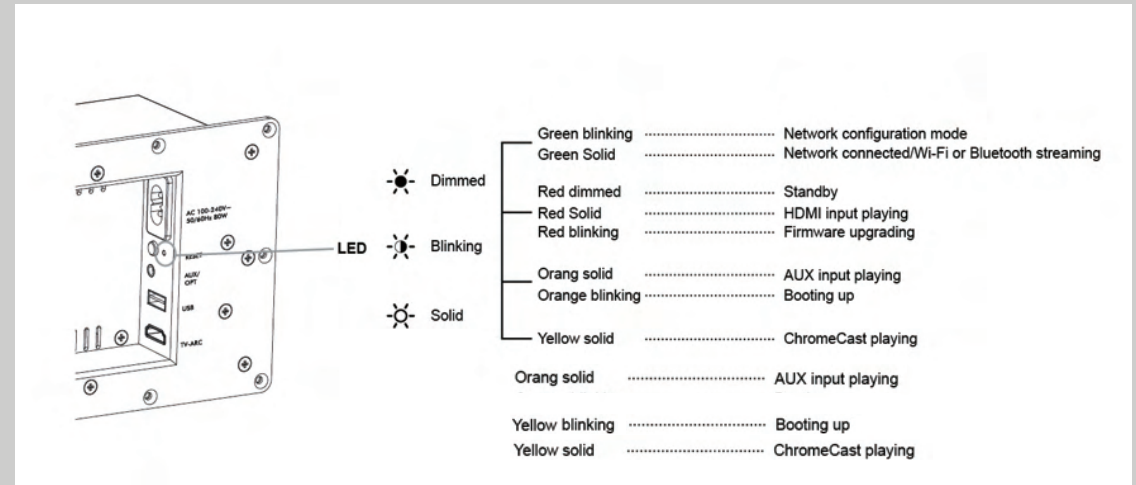 AC 100-240V~
50/60Hz 80W
RESET
AUX/
OPT
USB
TV-ARC
LED
Dimmed
Blinking
Solid
Green blinking ................................ Network configuration mode
Green Solid ................................ Network connected/Wi-Fi or Bluetooth streaming
Red dimmed ................................ Standby
Red Solid ................................ HDMI input playing
Red blinking ................................ Firmware upgrading
Orang solid ................................ AUX input playing
Orange blinking ................................ Booting up
Yellow solid ................................ ChromeCast playing
Orang solid ................................ AUX input playing
Yellow blinking ................................ Booting up
Yellow solid ................................ ChromeCast playing